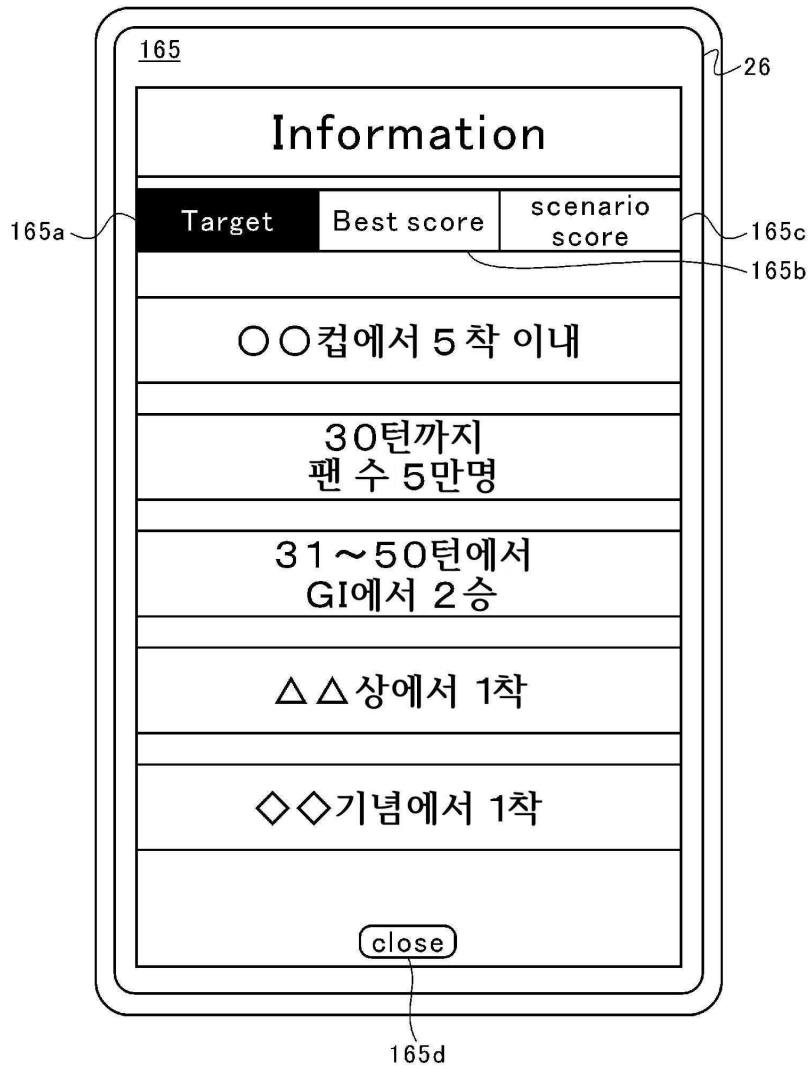 165
26
Information
165a
Target
Best score
scenario
score
165c
165b
○○컵에서 5착 이내
30턴까지
팬 수 5만명
31～50턴에서
GI에서 2승
△△상에서 1착
◇◇기념에서 1착
close
165d